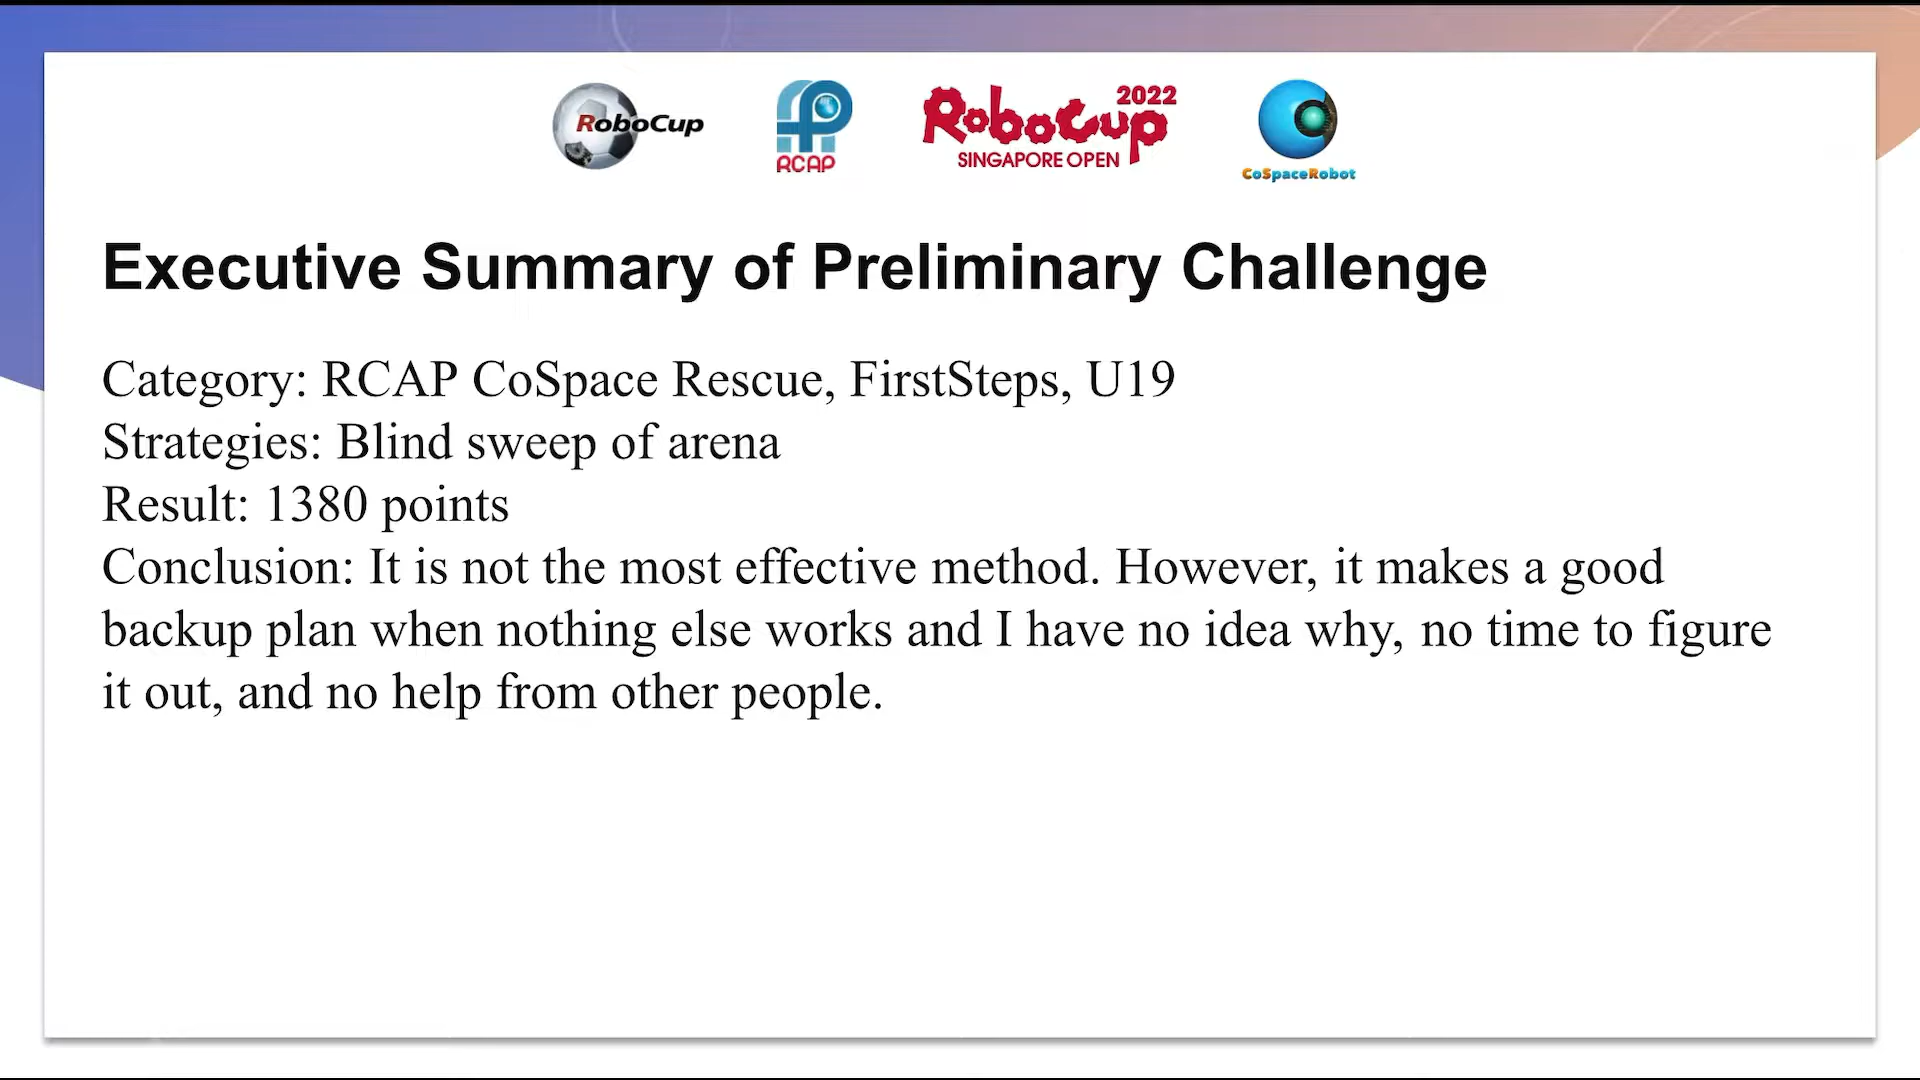 RoboCup
RCAP
RoboCup 2022
SINGAPORE OPEN
CoSpaceRobot
Executive Summary of Preliminary Challenge
Category: RCAP CoSpace Rescue, FirstSteps, U19
Strategies: Blind sweep of arena
Result: 1380 points
Conclusion: It is not the most effective method. However, it makes a good
backup plan when nothing else works and I have no idea why, no time to figure
it out, and no help from other people.